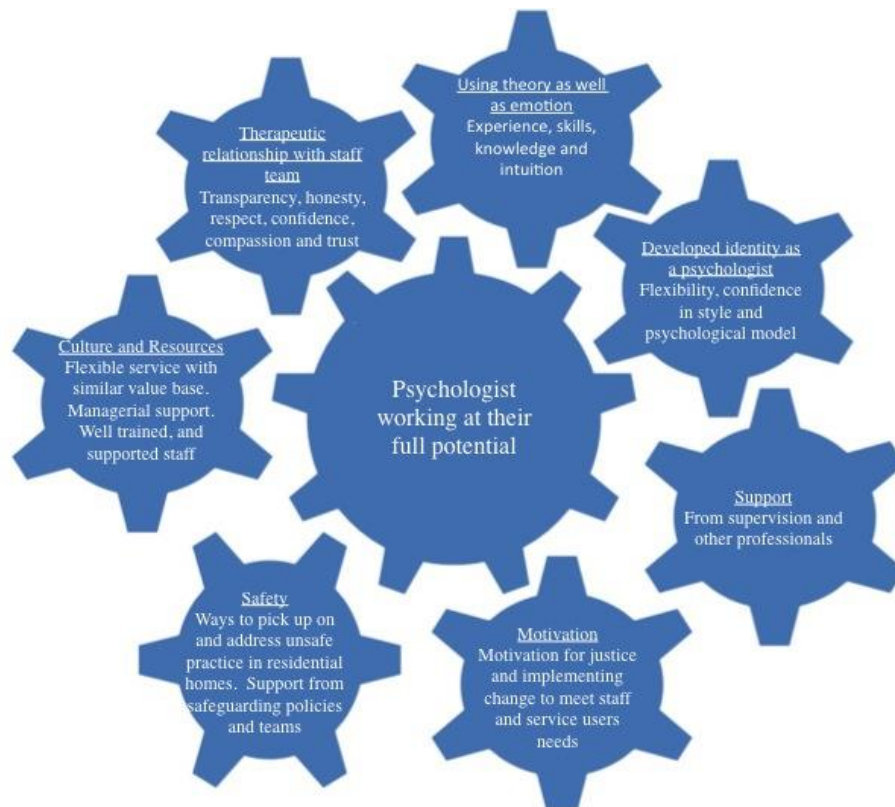 Using theory as well
as emotion
Experience, skills,
knowledge and
intuition
Therapeutic
relationship with staff
team
Transparency, honesty,
respect, confidence,
compassion and trust
Developed identity as
a psychologist
Flexibility, confidence
in style and
psychological model
Culture and Resources
Flexible service with
similar value base.
Managerial support.
Well trained, and
supported staff
Psychologist
working at their
full potential
Support
From supervision and
other professionals
Safety
Ways to pick up on
and address unsafe
practice in residential
homes. Support from
safeguarding policies
and teams
Motivation
Motivation for justice
and implementing
change to meet staff
and service users
needs